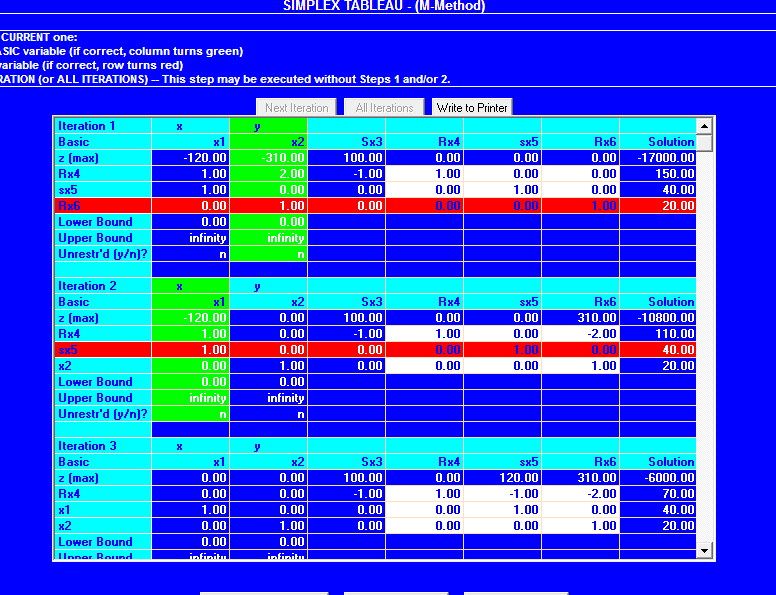 SIMPLEX TABLEAU - (M-Method)
CURRENT one:
ASIC variable (if correct, column turns green)
variable (if correct, row turns red)
RATION (or ALL ITERATIONS) -- This step may be executed without Steps 1 and/or 2.
Next Iteration All Iterations Write to Printer
Iteration 1 x y
Basic x1 x2 Sx3 Rx4 sx5 Rx6 Solution
z (max) -120.00 -310.00 100.00 0.00 0.00 0.00 -17000.00
Rx4 1.00 2.00 -1.00 1.00 0.00 0.00 150.00
sx5 1.00 0.00 0.00 0.00 1.00 0.00 40.00
Rx6 0.00 1.00 0.00 0.00 0.00 1.00 20.00
Lower Bound 0.00 0.00
Upper Bound infinity infinity
Unrestr'd (y/n)? n n
Iteration 2 x y
Basic x1 x2 Sx3 Rx4 sx5 Rx6 Solution
z (max) -120.00 0.00 100.00 0.00 0.00 310.00 -10800.00
Rx4 1.00 0.00 -1.00 1.00 0.00 -2.00 110.00
sx5 1.00 0.00 0.00 0.00 1.00 0.00 40.00
x2 0.00 1.00 0.00 0.00 0.00 1.00 20.00
Lower Bound 0.00 0.00
Upper Bound infinity infinity
Unrestr'd (y/n)? n n
Iteration 3 x y
Basic x1 x2 Sx3 Rx4 sx5 Rx6 Solution
z (max) 0.00 0.00 100.00 0.00 120.00 310.00 -6000.00
Rx4 0.00 0.00 -1.00 1.00 -1.00 -2.00 70.00
x1 1.00 0.00 0.00 0.00 1.00 0.00 40.00
x2 0.00 1.00 0.00 0.00 0.00 1.00 20.00
Lower Bound 0.00 0.00
Upper Bound infinity infinity